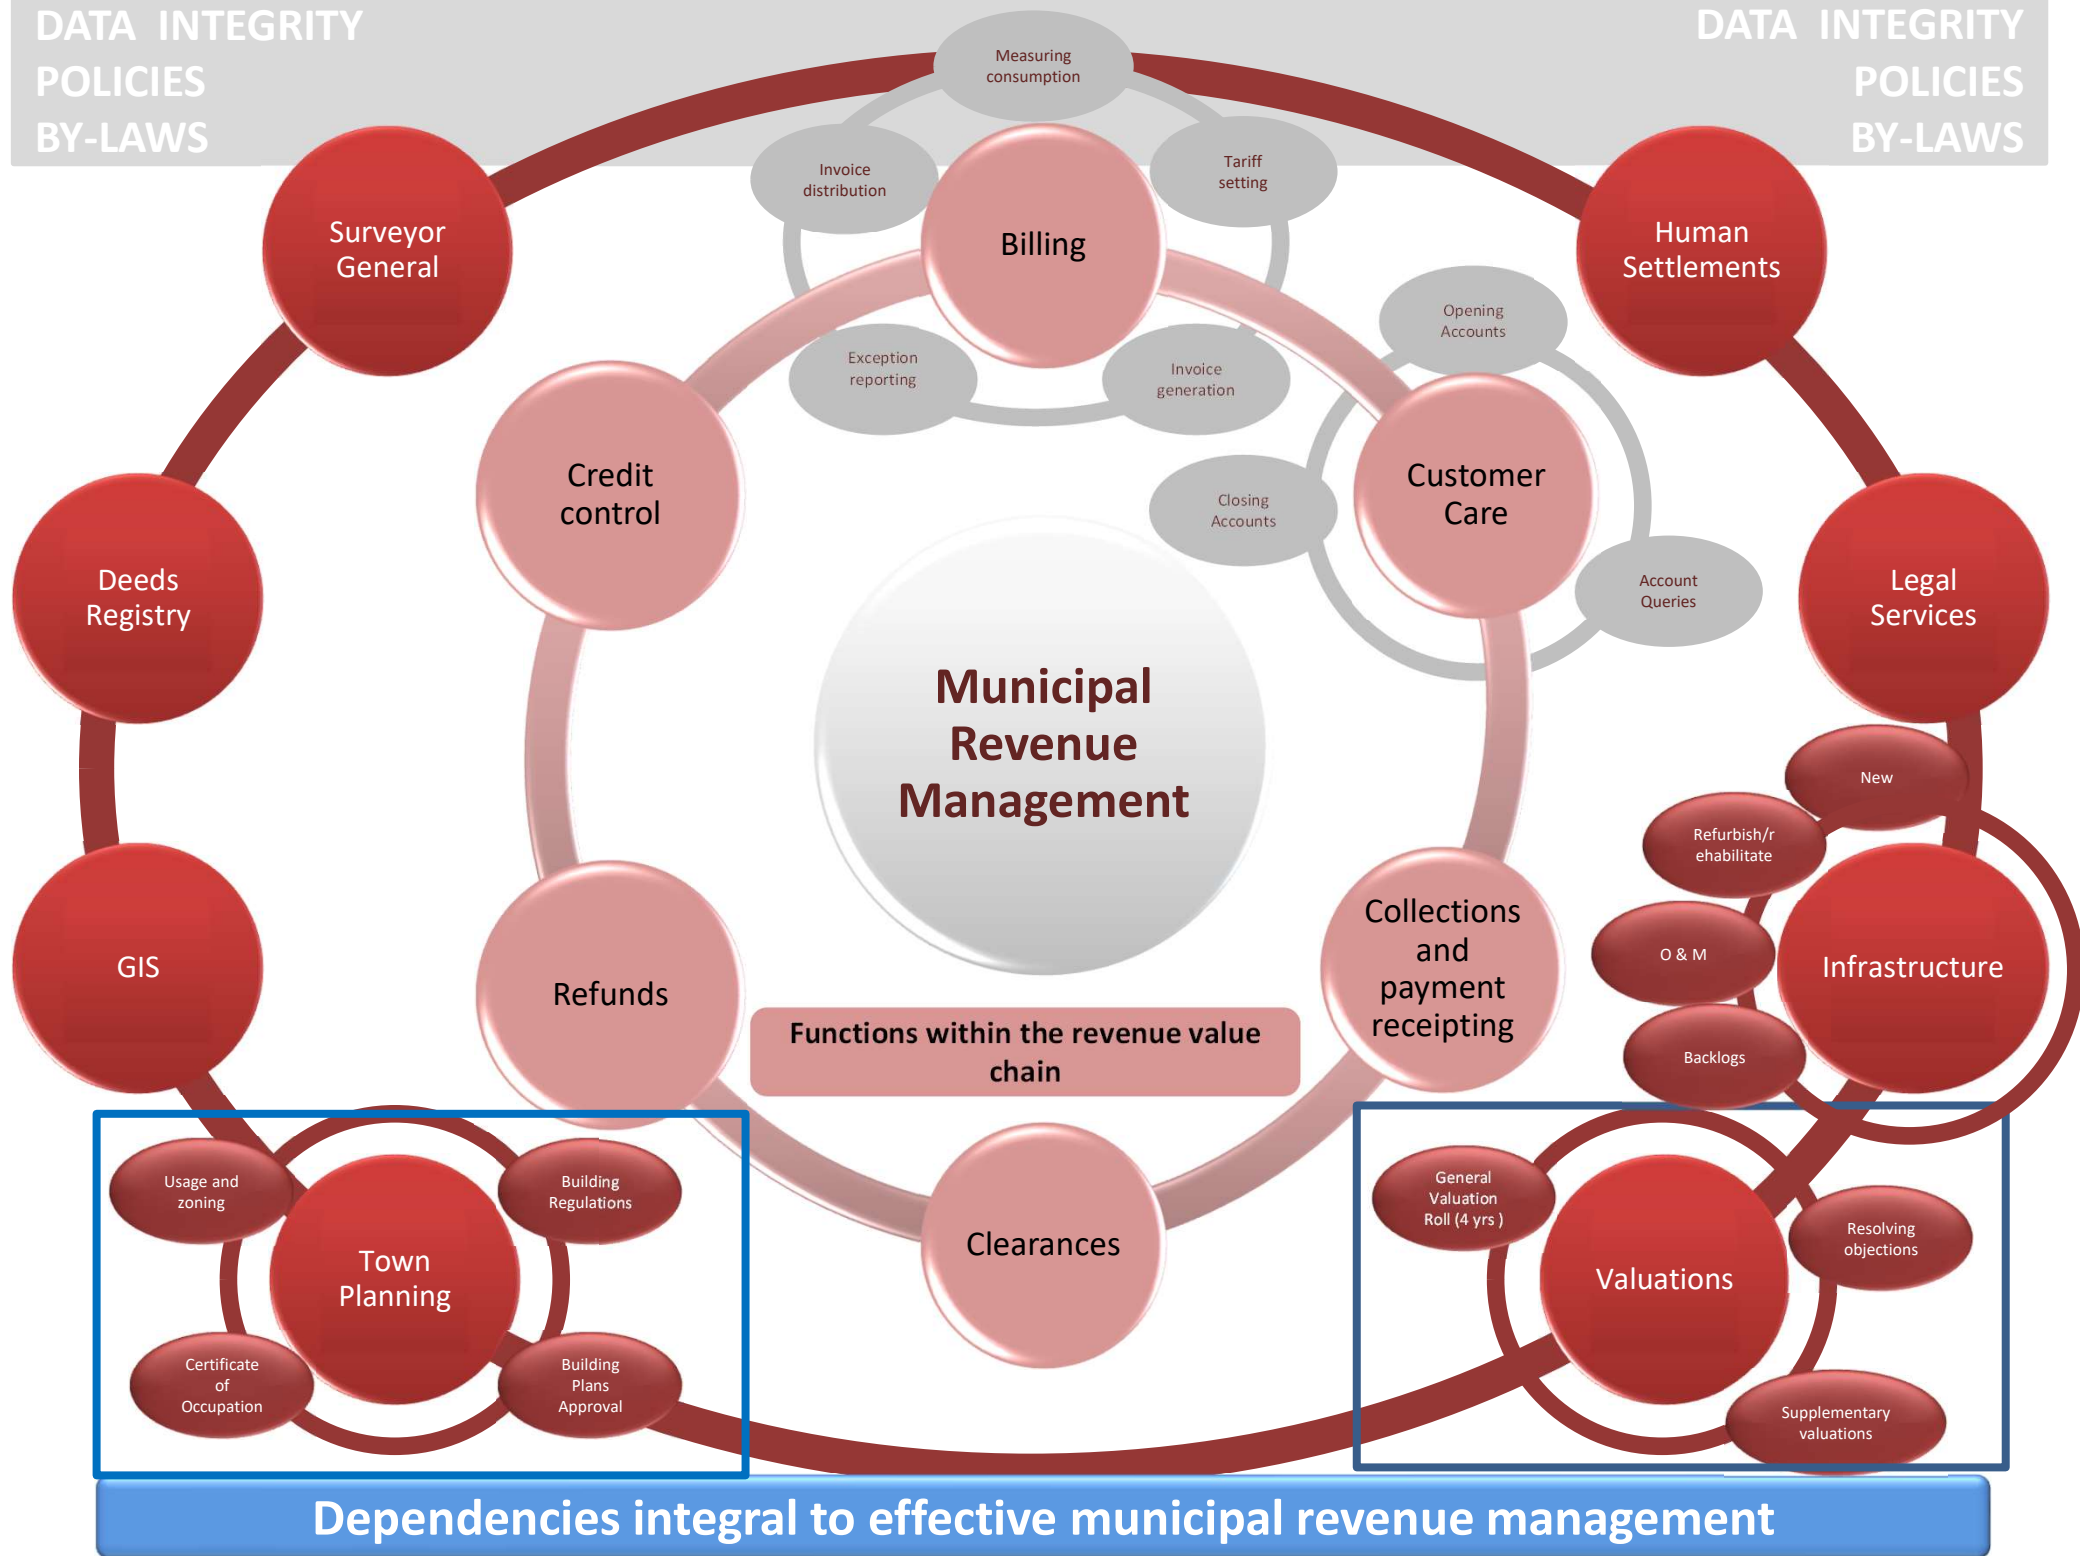 DATA INTEGRITY
POLICIES
BY-LAWS
DATA INTEGRITY
POLICIES
BY-LAWS
Measuring
consumption
Invoice
distribution
Tariff
setting
Billing
Surveyor
General
Human
Settlements
Opening
Accounts
Exception
reporting
Invoice
generation
Credit
control
Customer
Care
Closing
Accounts
Account
Queries
Deeds
Registry
Legal
Services
Municipal
Revenue
Management
New
Refurbish/r
ehabilitate
O & M
Infrastructure
Backlogs
GIS
Refunds
Collections
and
payment
receipting
Functions within the revenue value
chain
Usage and
zoning
Building
Regulations
Town
Planning
Certificate
of
Occupation
Building
Plans
Approval
Clearances
General
Valuation
Roll (4 yrs )
Resolving
objections
Valuations
Supplementary
valuations
Dependencies integral to effective municipal revenue management